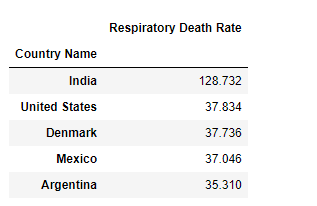 Respiratory Death Rate
Country Name
India 128.732
United States 37.834
Denmark 37.736
Mexico 37.046
Argentina 35.310